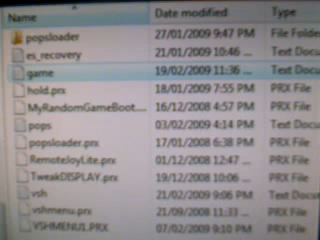 Name Date modified Type
popsloader 27/01/2009 9:47 PM File Folde
es_recovery 21/01/2009 10:46 ... Text Docu
game 19/02/2009 11:36 ... Text Docu
hold.prx 18/01/2009 7:55 PM PRX File
MyRandomGameBoot.... 16/12/2008 4:57 PM PRX File
pops 03/02/2009 4:14 PM Text Docu
popsloader.prx 17/01/2008 6:38 PM PRX File
RemoteJoyLite.prx 01/12/2008 12:47 ... PRX File
TweakDISPLAY.prx 19/12/2008 10:06 ... PRX File
vsh 21/02/2009 9:06 PM Text Docu
vshmenu.prx 21/09/2008 11:33 ... PRX File
VSHMENU1.PRX 07/02/2009 9:10 PM PRX File